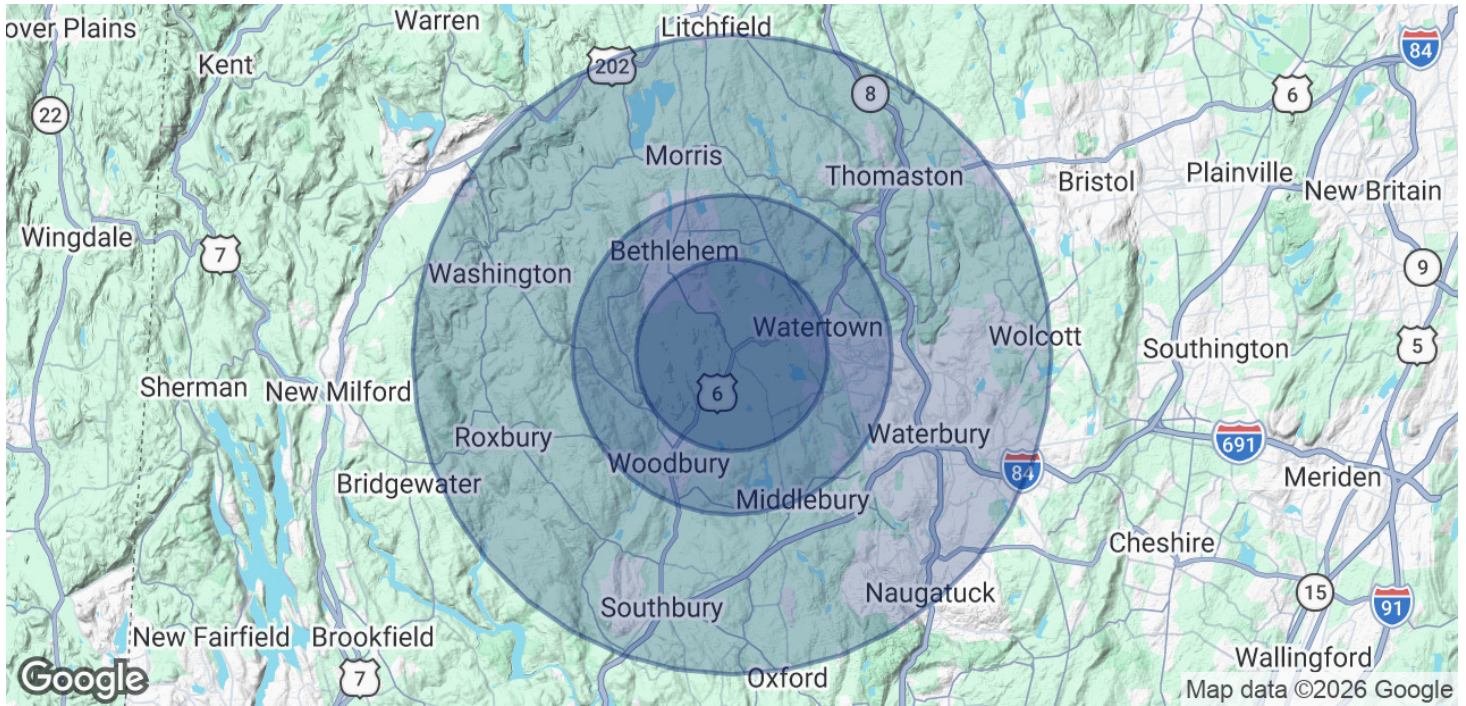 over Plains
Warren
Litchfield
Kent
202
84
22
8
6
Morris
Thomaston
Bristol
Plainville
New Britain
Wingdale
7
Bethlehem
Washington
9
Watertown
Wolcott
Southington
5
Sherman
New Milford
6
Roxbury
Waterbury
691
Woodbury
84
Meriden
Bridgewater
Middlebury
Cheshire
Southbury
Naugatuck
15
91
New Fairfield
Brookfield
Wallingford
7
Oxford
Google
Map data ©2026 Google